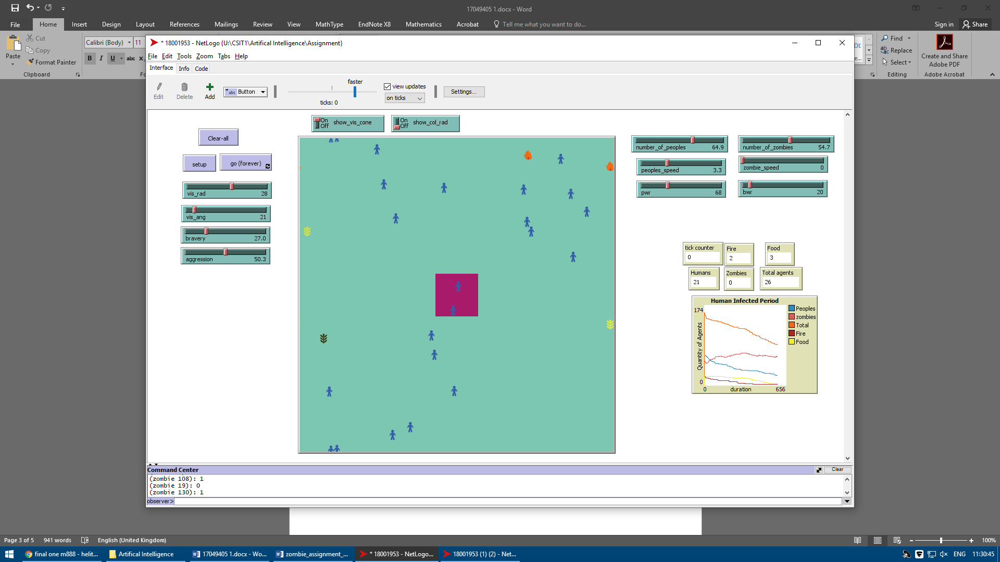 17049405 1.docx - Word
File Home Insert Design Layout References Mailings Review View MathType EndNote X8 Mathematics Acrobat Tell me what you want to do... Sign in Share
Paste
Cut
Copy
Format Painter
Clipboard
Calibri (Body) 11
B I U abc
Find
Replace
Select
Editing
Create and Share
Adobe PDF
Adobe Acrobat
* 18001953 - NetLogo {U:\CSIT1\Artifical Intelligence\Assignment}
File Edit Tools Zoom Tabs Help
Interface Info Code
Edit Delete Add
abc Button
faster
ticks: 0
view updates
on ticks
Settings...
On
Off
show_vis_cone
On
Off
show_col_rad
Clear-all
setup
go (forever)
vis_rad 28
vis_ang 21
bravery 27.0
aggression 50.3
number_of_peoples 64.9
number_of_zombies 54.7
peoples_speed 3.3
zombie_speed 0
pwr 68
bwr 20
tick counter
0
Fire
2
Food
3
Humans
21
Zombies
0
Total agents
26
Human Infected Period
174
Quantity of Agents
0
0 duration 656
Peoples
zombies
Total
Fire
Food
Command Center
Clear
(zombie 108): 1
(zombie 19): 0
(zombie 130): 1
observer>
Page 3 of 5 941 words English (United Kingdom) 100%
final one m888 - helit...
Artifical Intelligence
17049405 1.docx - Wo...
zombie_assignment_...
* 18001953 - NetLogo...
18001953 (1) (2) - Net...
ENG 11:30:45